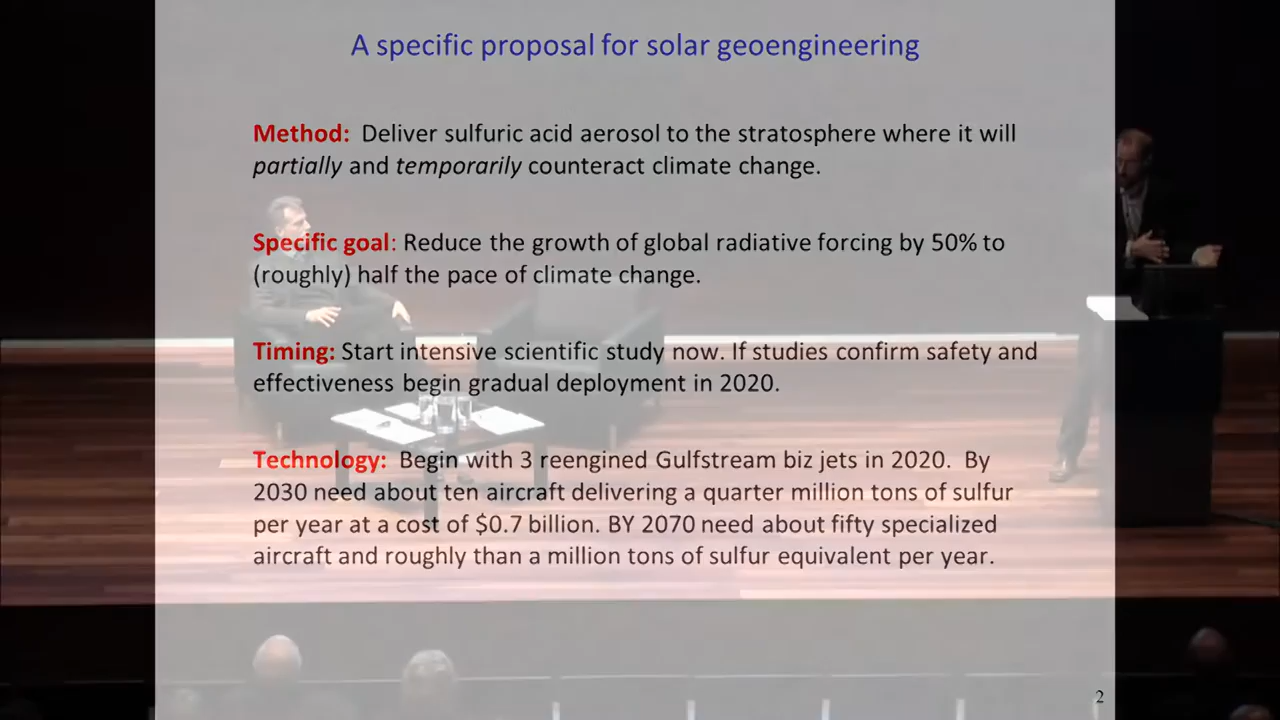 A specific proposal for solar geoengineering
Method: Deliver sulfuric acid aerosol to the stratosphere where it will
partially and temporarily counteract climate change.
Specific goal: Reduce the growth of global radiative forcing by 50% to
(roughly) half the pace of climate change.
Timing: Start intensive scientific study now. If studies confirm safety and
effectiveness begin gradual deployment in 2020.
Technology: Begin with 3 reengined Gulfstream biz jets in 2020. By
2030 need about ten aircraft delivering a quarter million tons of sulfur
per year at a cost of $0.7 billion. BY 2070 need about fifty specialized
aircraft and roughly than a million tons of sulfur equivalent per year.
2